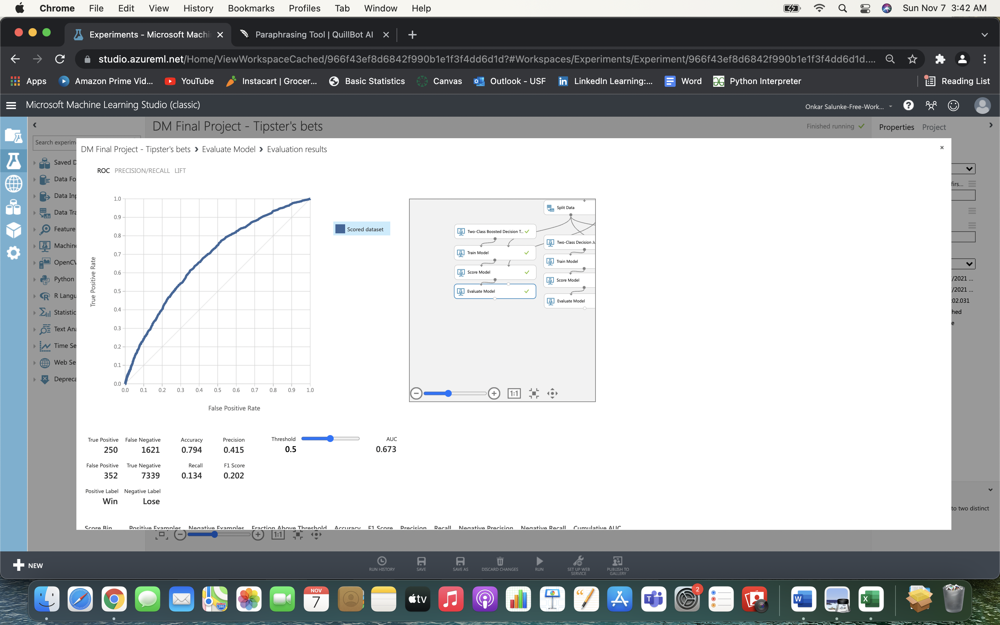 Chrome File Edit View History Bookmarks Profiles Tab Window Help Sun Nov 7 3:42 AM
Experiments - Microsoft Machi Paraphrasing Tool | QuillBot AI
studio.azureml.net/Home/ViewWorkspaceCached/966f43ef8d6842f990b1e1f3f4dd6d1d?#Workspaces/Experiments/Experiment/966f43ef8d6842f990b1e1f3f4dd6d1d....
Apps Amazon Prime Vid... YouTube Instacart | Grocer... Basic Statistics Canvas Outlook - USF LinkedIn Learning:... Word Python Interpreter Reading List
Microsoft Machine Learning Studio (classic) Onkar Salunke-Free-Work... ?
DM Final Project - Tipster's bets Finished running Properties Project
Search experim
DM Final Project - Tipster's bets > Evaluate Model > Evaluation results
Saved D
Data Fo
Data Inp
Data Tra
Feature
Machine
OpenCV
Python
R Langu
Statistic
Text Ana
Time Se
Web Se
Depreca
ROC PRECISION/RECALL LIFT
True Positive Rate
1.0
0.9
0.8
0.7
0.6
0.5
0.4
0.3
0.2
0.1
0.0
0.0 0.1 0.2 0.3 0.4 0.5 0.6 0.7 0.8 0.9 1.0
False Positive Rate
Scored dataset
Split Data
Two-Class Boosted Decision T...
Train Model
Score Model
Evaluate Model
Two-Class Decision Ju
Train Model
Score Model
Evaluate Model
1:1
firs...
/2021 ...
/2021 ...
:02.031
hed
e
True Positive False Negative Accuracy Precision Threshold AUC
250 1621 0.794 0.415 0.5 0.673
False Positive True Negative Recall F1 Score
352 7339 0.134 0.202
Positive Label Negative Label
Win Lose
to two distinct
Score Bin Positive Examples Negative Examples Fraction Above Threshold Accuracy F1 Score Precision Recall Negative Precision Negative Recall Cumulative AUC
1:1
NEW
RUN HISTORY SAVE SAVE AS DISCARD CHANGES RUN SET UP WEB SERVICE PUBLISH TO GALLERY
NOV
7
280
tv
T
2
W
X